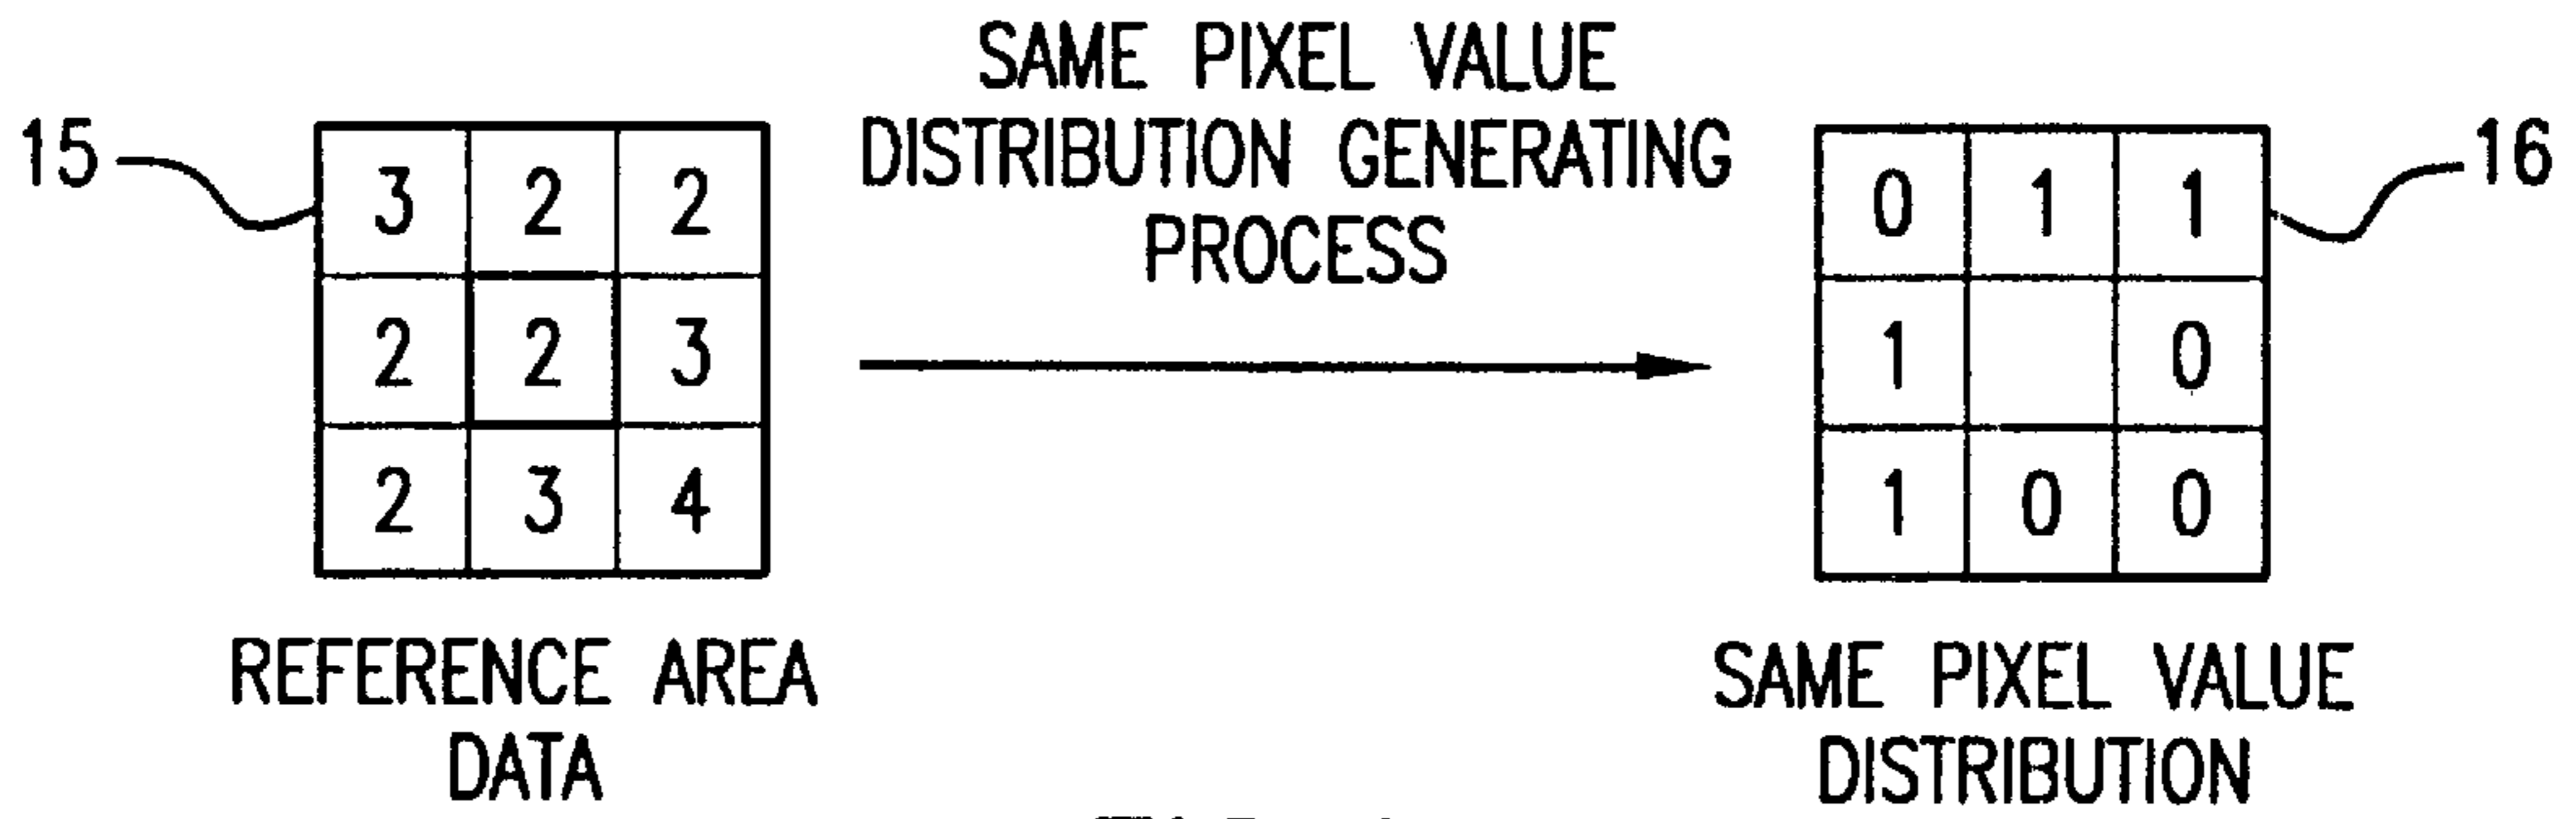 SAME PIXEL VALUE
DISTRIBUTION GENERATING
PROCESS
15
3 2 2
2 2 3
2 3 4
0 1 1
1 0
1 0 0
16
REFERENCE AREA
DATA
SAME PIXEL VALUE
DISTRIBUTION